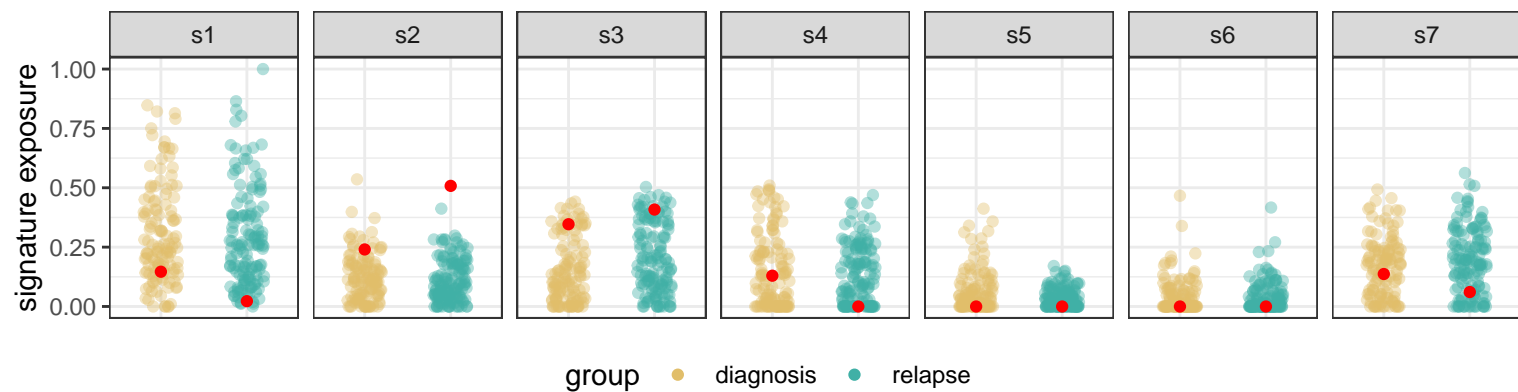 s1 s2 s3 s4 s5 s6 s7
signature exposure
1.00
0.75
0.50
0.25
0.00
group diagnosis relapse